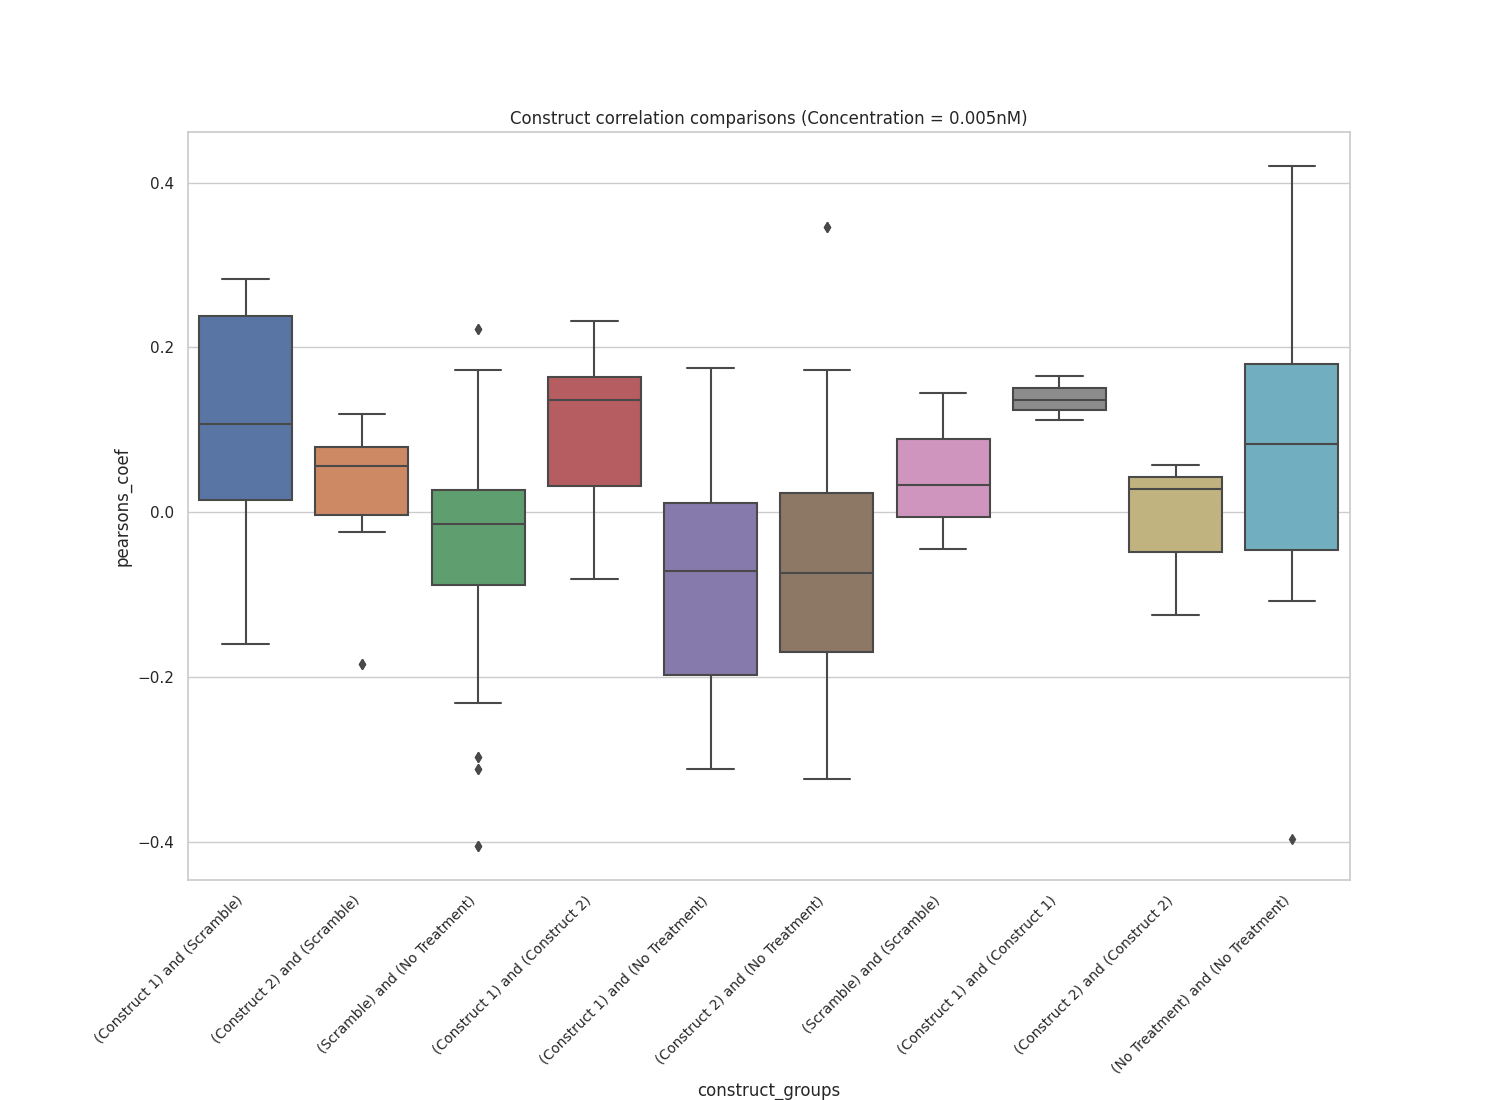 Construct correlation comparisons (Concentration = 0.005nM)
0.4
0.2
0.0
−0.2
−0.4
pearsons_coef
(Construct 1) and (Scramble)
(Construct 2) and (Scramble)
(Scramble) and (No Treatment)
(Construct 1) and (Construct 2)
(Construct 1) and (No Treatment)
(Construct 2) and (No Treatment)
(Scramble) and (Scramble)
(Construct 1) and (Construct 1)
(Construct 2) and (Construct 2)
(No Treatment) and (No Treatment)
construct_groups